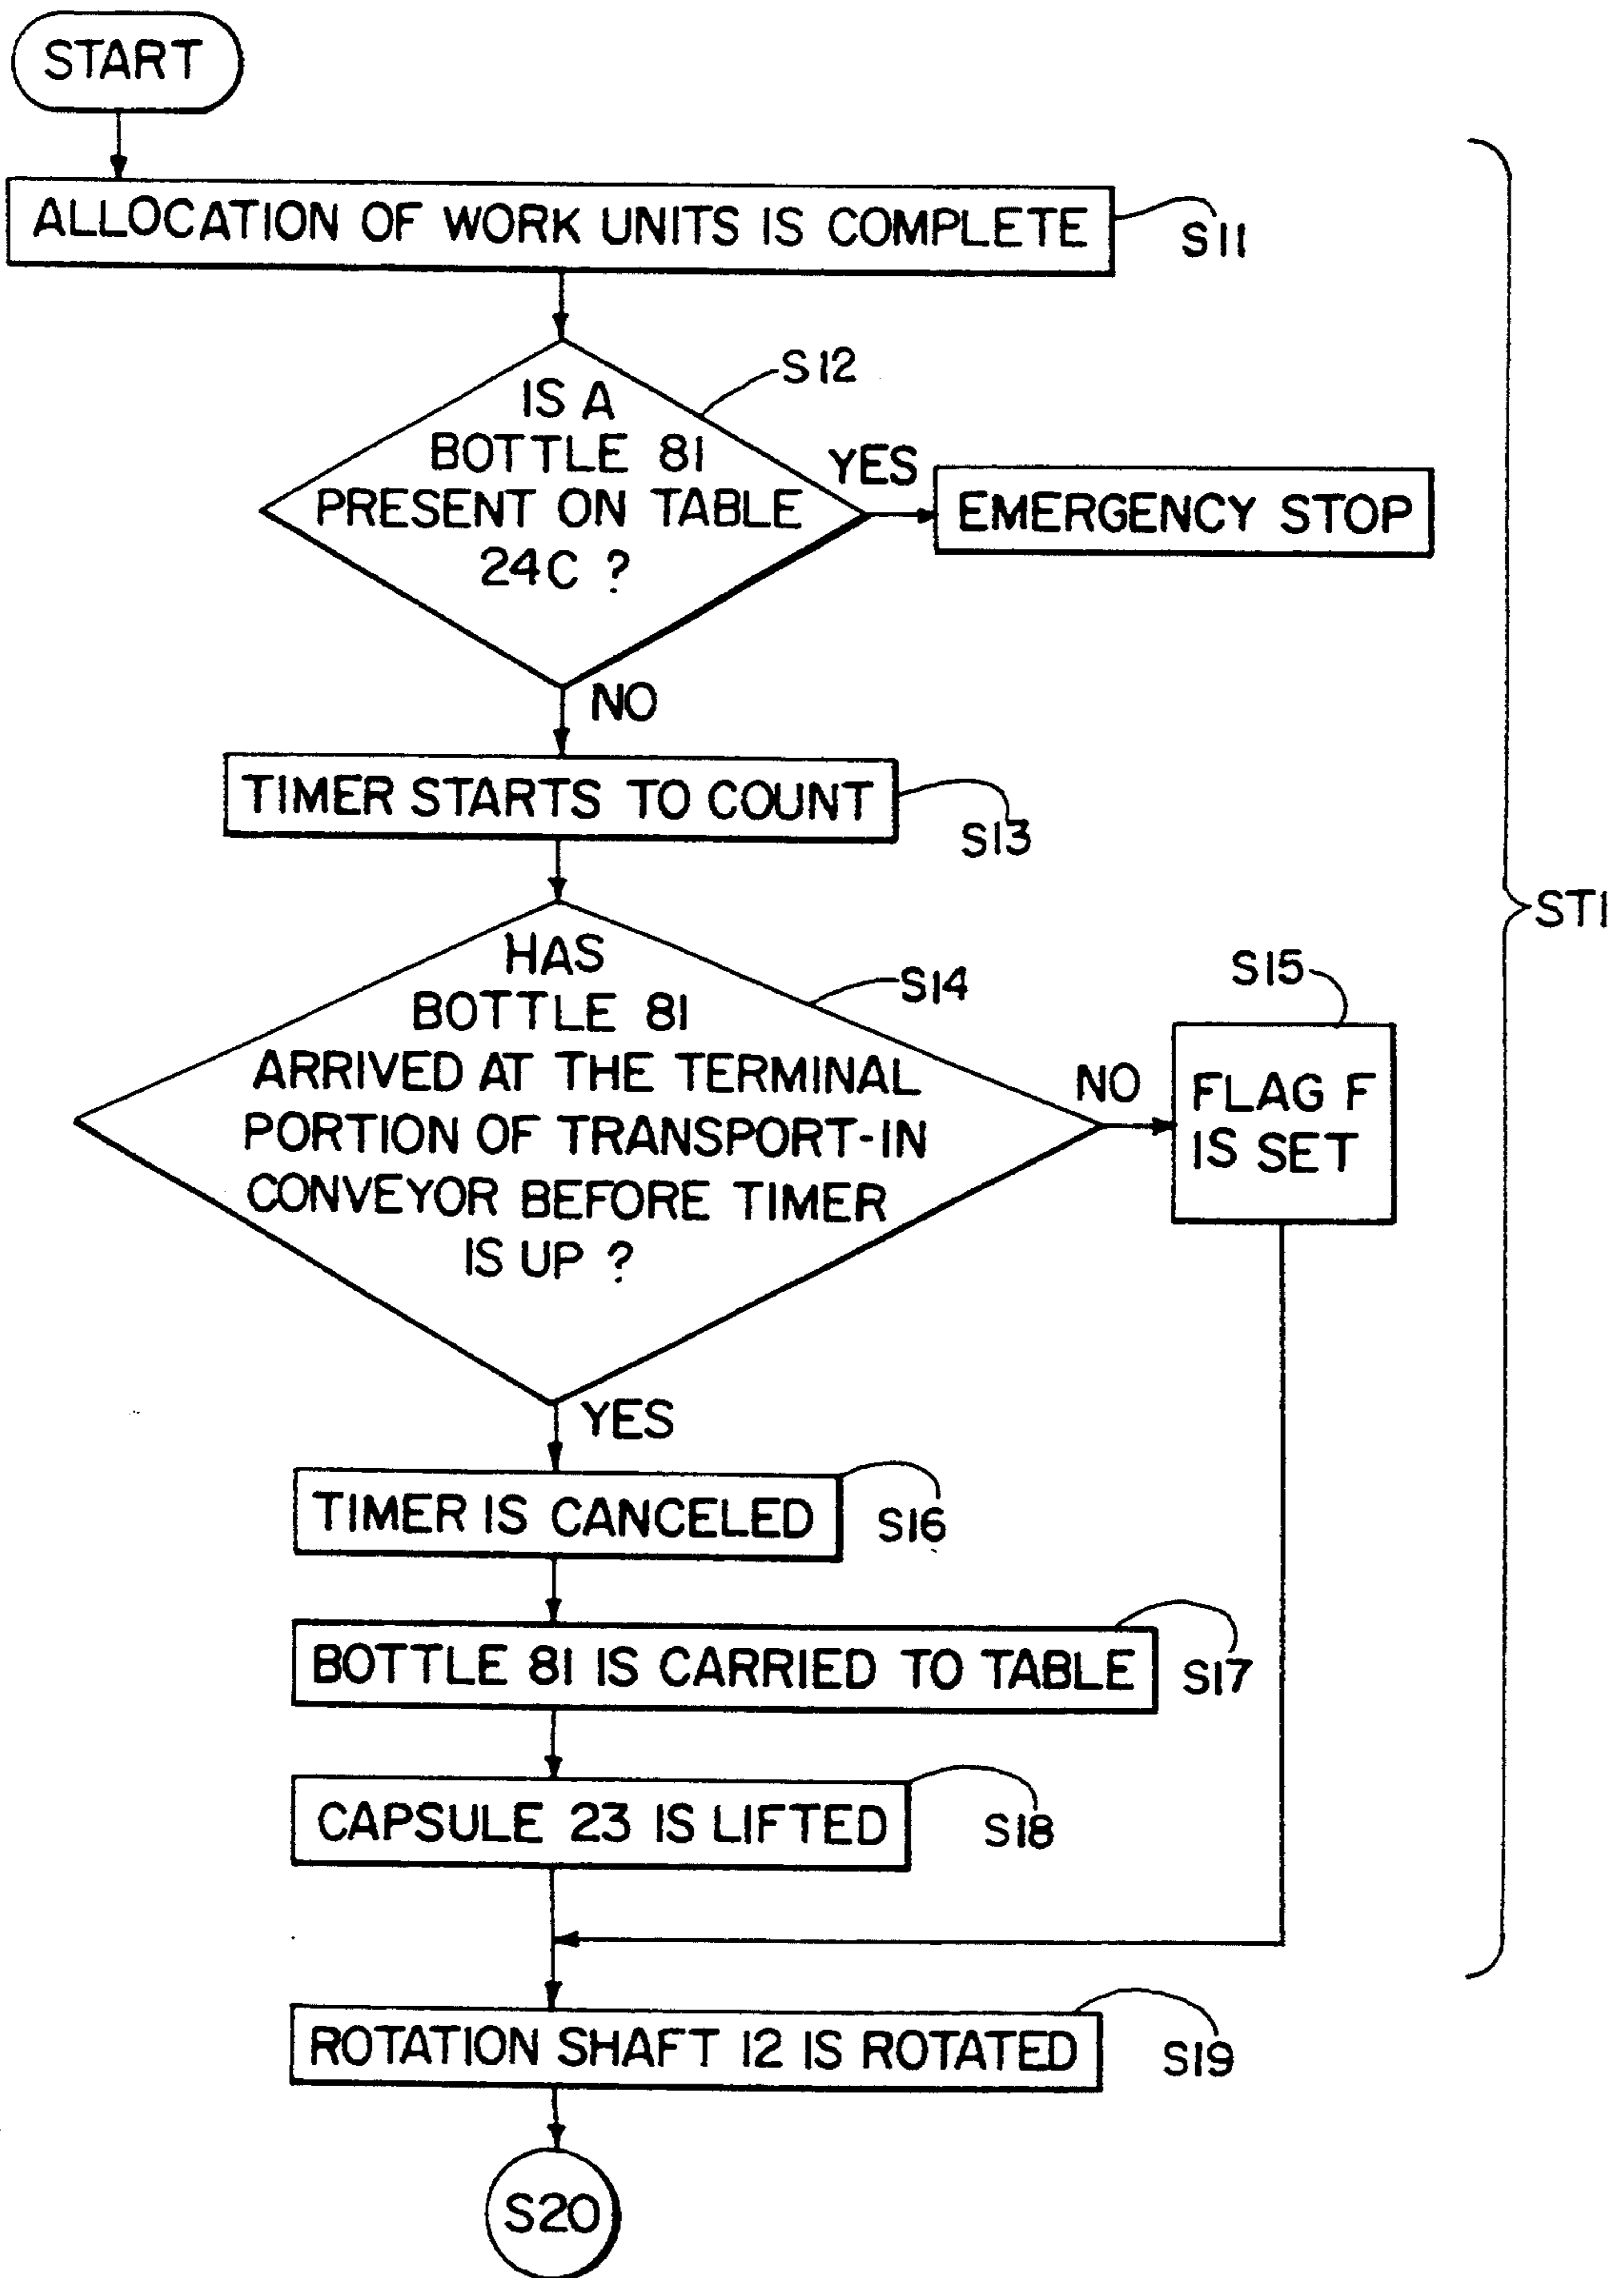 START
ALLOCATION OF WORK UNITS IS COMPLETE
S11
S12
IS A
BOTTLE 81
PRESENT ON TABLE
24C ?
YES
EMERGENCY STOP
NO
TIMER STARTS TO COUNT
S13
HAS
BOTTLE 81
ARRIVED AT THE TERMINAL
PORTION OF TRANSPORT-IN
CONVEYOR BEFORE TIMER
IS UP ?
S14
NO
S15
FLAG F
IS SET
ST1
YES
TIMER IS CANCELED
S16
BOTTLE 81 IS CARRIED TO TABLE
S17
CAPSULE 23 IS LIFTED
S18
ROTATION SHAFT 12 IS ROTATED
S19
S20